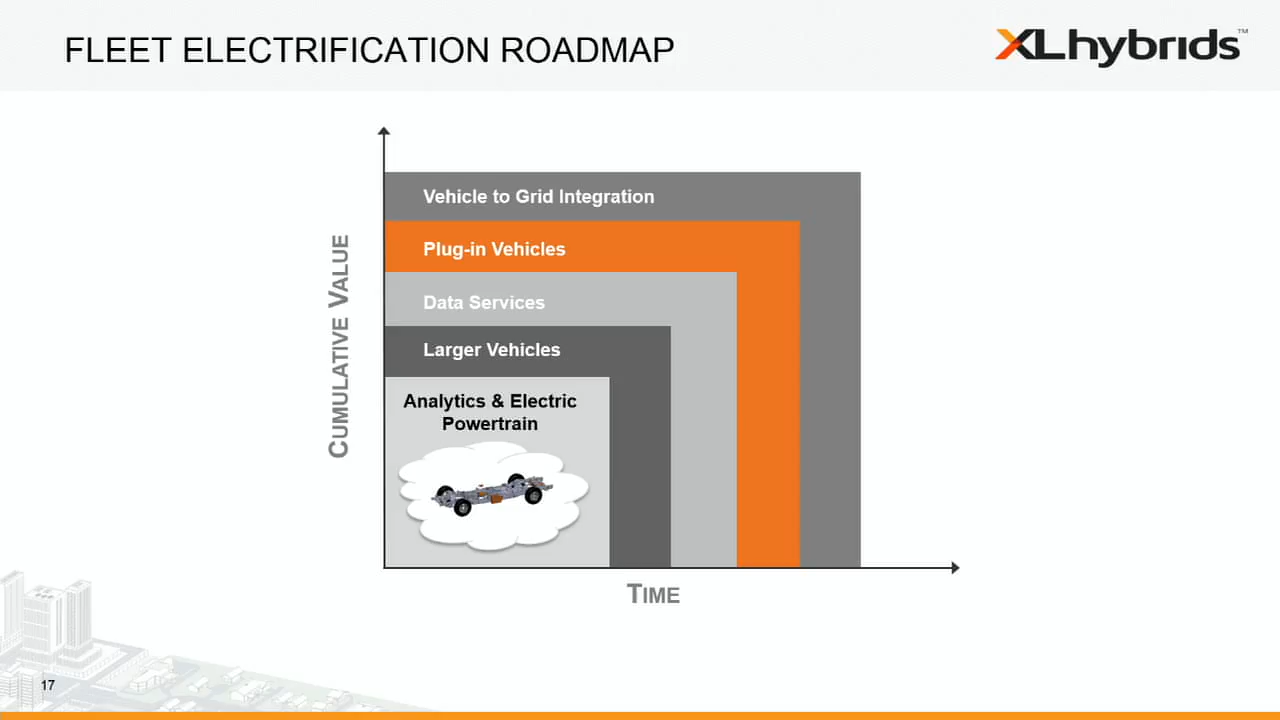 FLEET ELECTRIFICATION ROADMAP
XLhybrids™
CUMULATIVE VALUE
Vehicle to Grid Integration
Plug-in Vehicles
Data Services
Larger Vehicles
Analytics & Electric
Powertrain
TIME
17